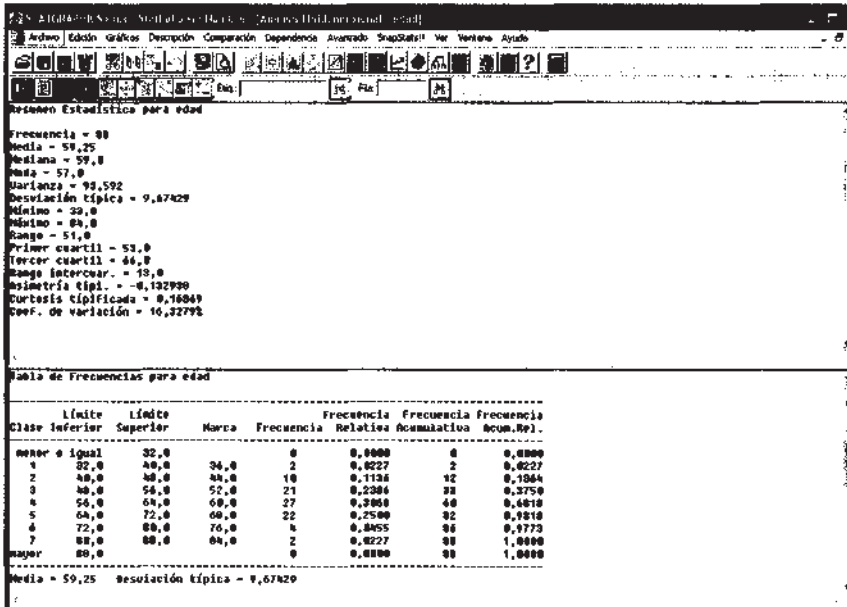 STATGRAPHICS Plus - [Análisis Unidimensional - edad]
Archivo Edición Gráficos Descripción Comparación Dependencia Avanzado SnapStats!! Ver Ventana Ayuda
Etiq: Fila:
Resumen Estadístico para edad
Frecuencia = 88
Media = 59,25
Mediana = 59,0
Moda = 57,0
Varianza = 93,592
Desviación típica = 9,67429
Mínimo = 33,0
Máximo = 84,0
Rango = 51,0
Primer cuartil = 53,0
Tercer cuartil = 66,0
Rango intercuar. = 13,0
Asimetría tipi. = -0,132930
Curtosis tipificada = 0,16869
Coef. de variación = 16,3279%
Tabla de Frecuencias para edad
Límite Límite Frecuencia Frecuencia Frecuencia
Clase Inferior Superior Marca Frecuencia Relativa Acumulativa Acum.Rel.
menor o igual 32,0 0 0,0000 0 0,0000
1 32,0 40,0 36,0 2 0,0227 2 0,0227
2 40,0 48,0 44,0 10 0,1136 12 0,1364
3 48,0 56,0 52,0 21 0,2386 33 0,3750
4 56,0 64,0 60,0 27 0,3068 60 0,6818
5 64,0 72,0 68,0 22 0,2500 82 0,9318
6 72,0 80,0 76,0 4 0,0455 86 0,9773
7 80,0 88,0 84,0 2 0,0227 88 1,0000
mayor 88,0 0 0,0000 88 1,0000
Media = 59,25 Desviación típica = 9,67429